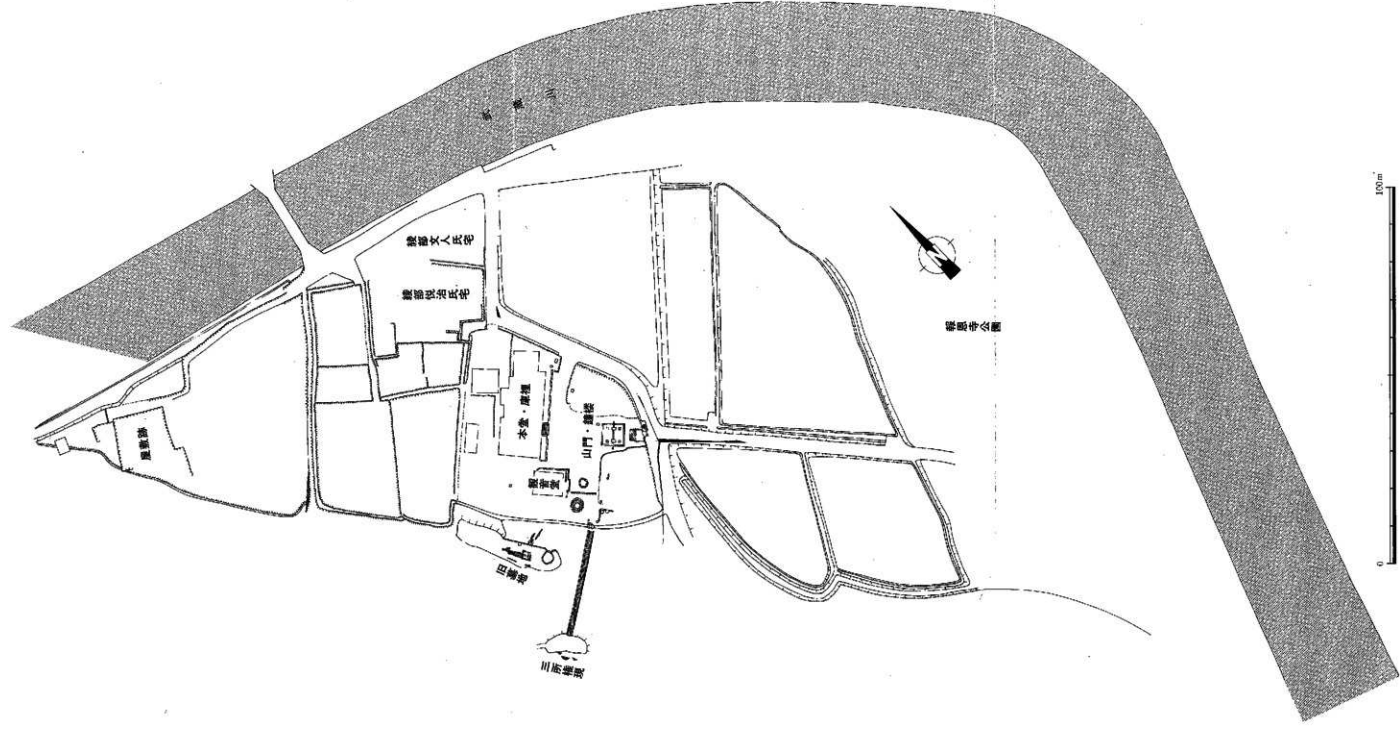 綾部文人氏宅
綾部悦治氏宅
報恩寺公園
屋敷跡
本堂・庫裡
山門・鐘楼
観音堂
旧墓地
三所権現
0
100m